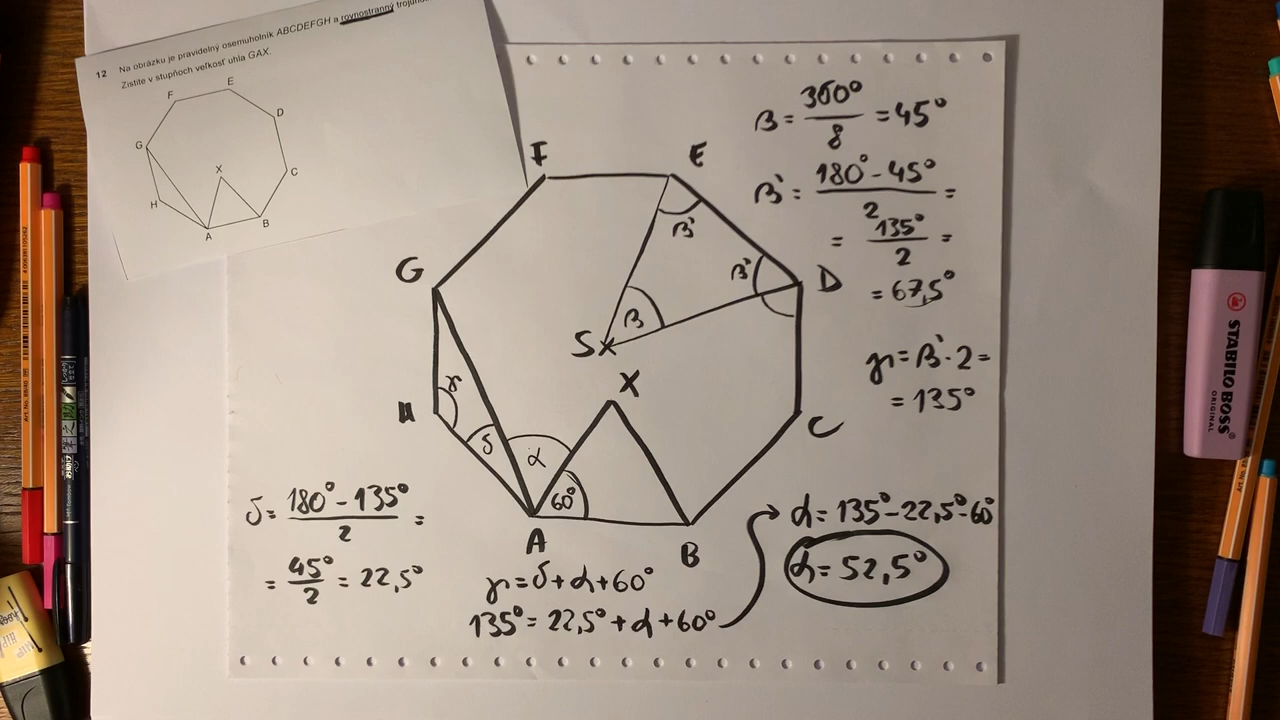 12 Na obrázku je pravidelný osemuholník ABCDEFGH a rovnostranný
Zistite v stupňoch veľkosť uhla GAX.
E
F
D
G
X
C
H
B
A
F
E
G
D
S
X
H
C
A
B
β'
β'
β
γ
δ
α
60°
β = 360° / 8 = 45°
β' = 180° - 45° / 2 =
= 135° / 2 =
= 67,5°
γ = β' · 2 =
= 135°
δ = 180° - 135° / 2 =
= 45° / 2 = 22,5°
γ = δ + α + 60°
135° = 22,5° + α + 60°
α = 135° - 22,5° - 60°
α = 52,5°
STABILO BOSS
ORIGINAL